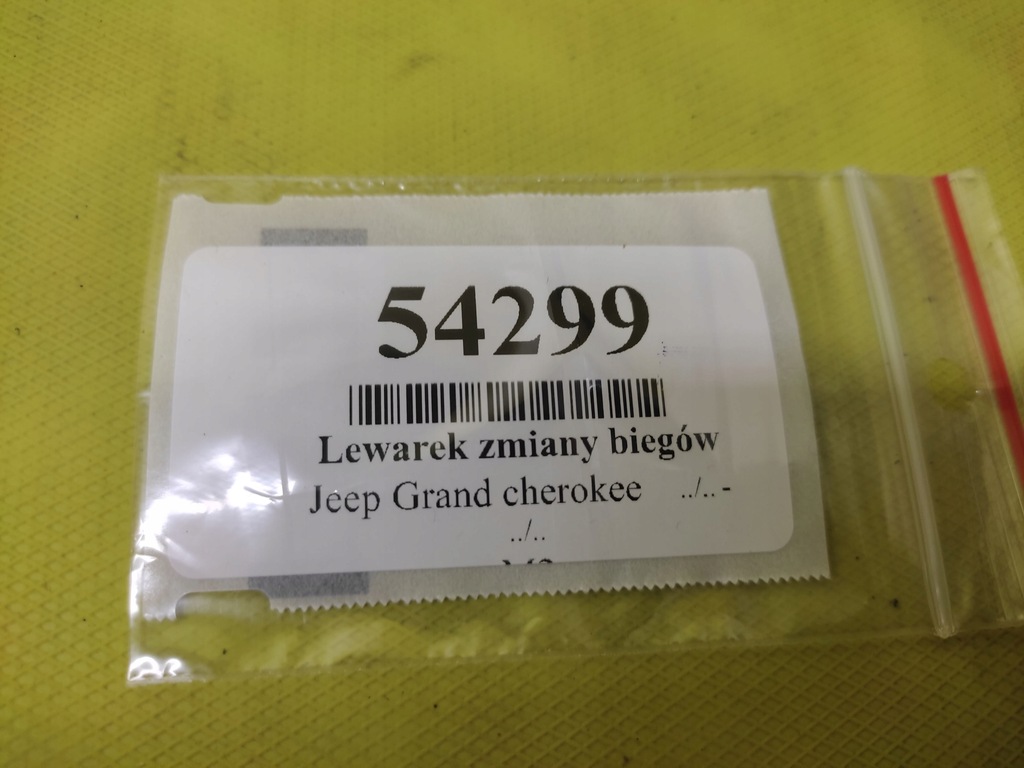 54299
Lewarek zmiany biegów
Jeep Grand cherokee ../.. -
../..